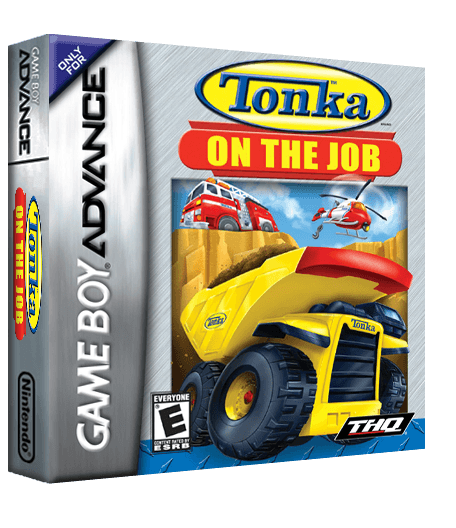 GAME BOY
ADVANCE
Tonka
ON THE JOB
Nintendo
ONLY
FOR
GAME BOY ADVANCE
Tonka™
ON THE JOB
Tonka
Tonka
EVERYONE
E
CONTENT RATED BY
ESRB
THQ